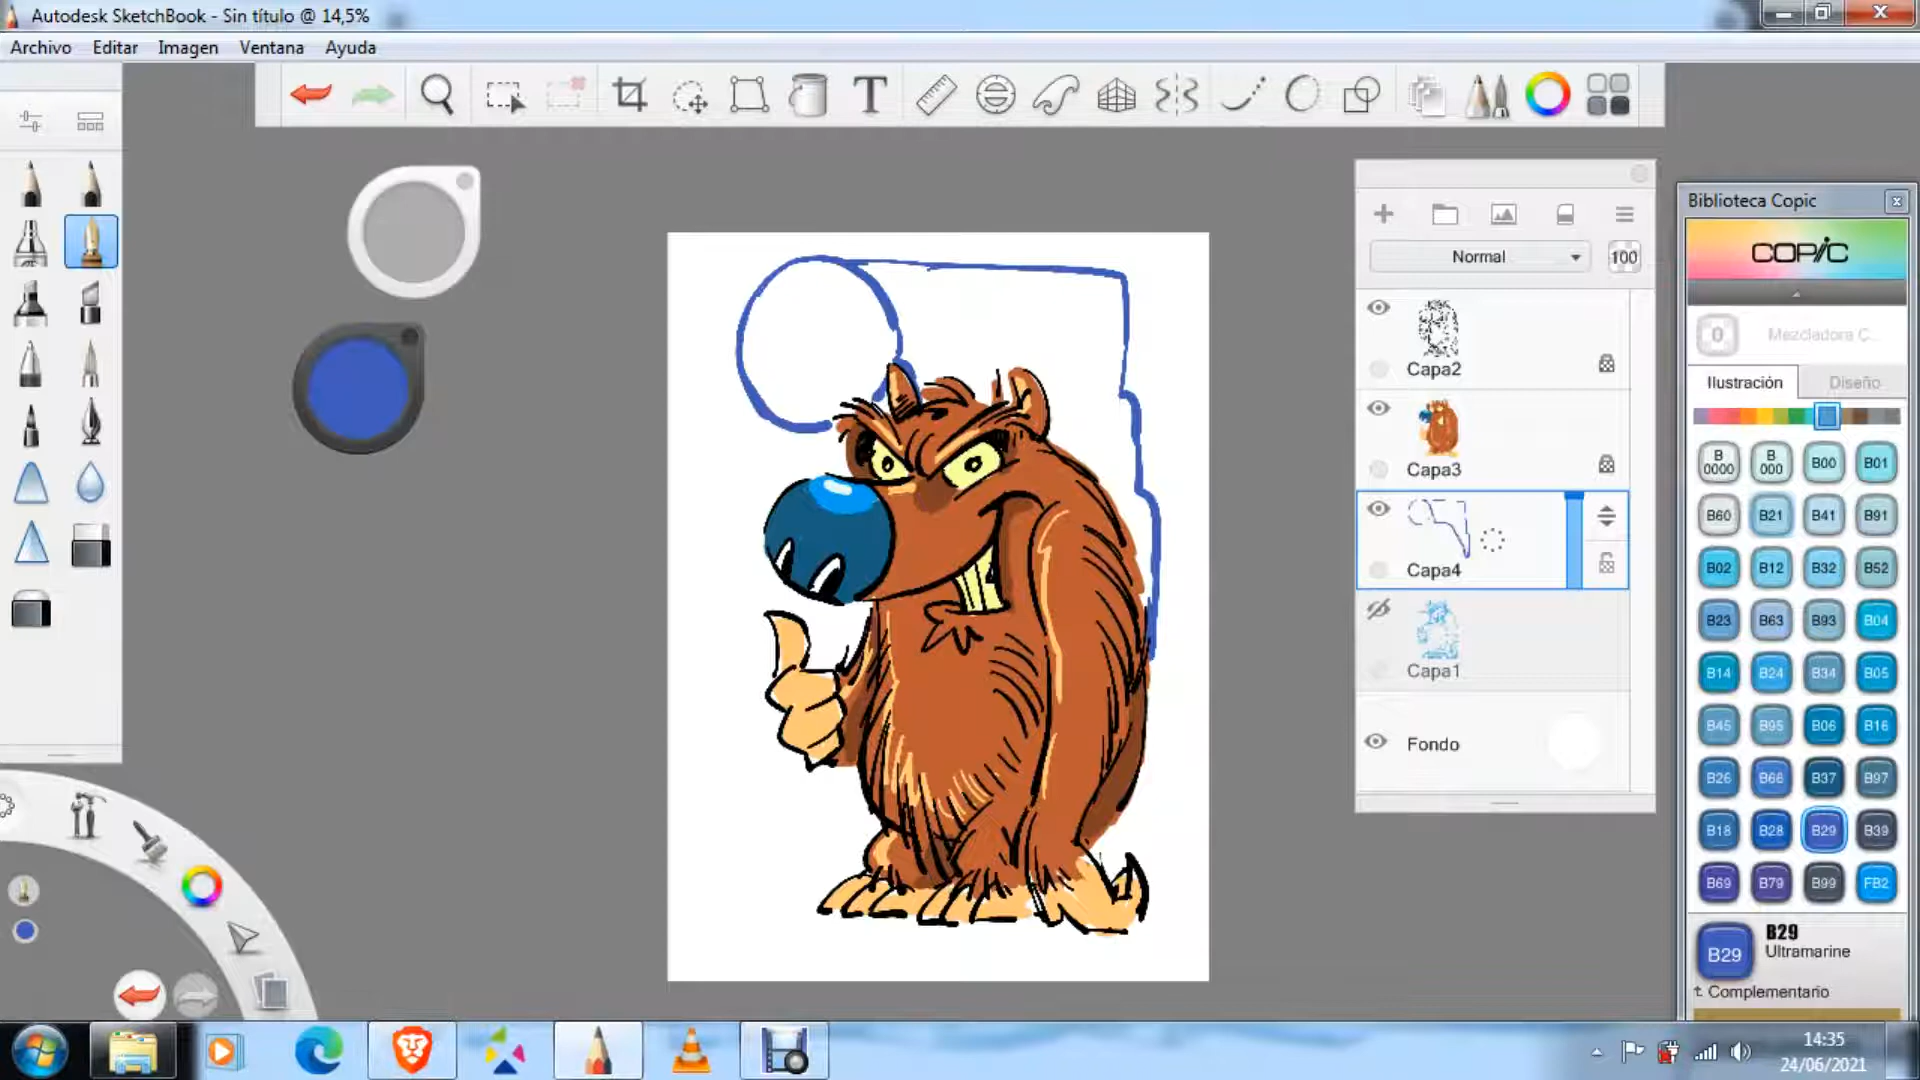 Autodesk SketchBook - Sin título @ 14,5%
Archivo Editar Imagen Ventana Ayuda
T
Normal 100
Capa2
Capa3
Capa4
Capa1
Fondo
Biblioteca Copic
COPIC
0 Mezcladora C...
Ilustración Diseño
B0000 B000 B00 B01
B60 B21 B41 B91
B02 B12 B32 B52
B23 B63 B93 B04
B14 B24 B34 B05
B45 B95 B06 B16
B26 B66 B37 B97
B18 B28 B29 B39
B69 B79 B99 FB2
B29 B29
Ultramarine
Complementario
14:35
24/06/2021